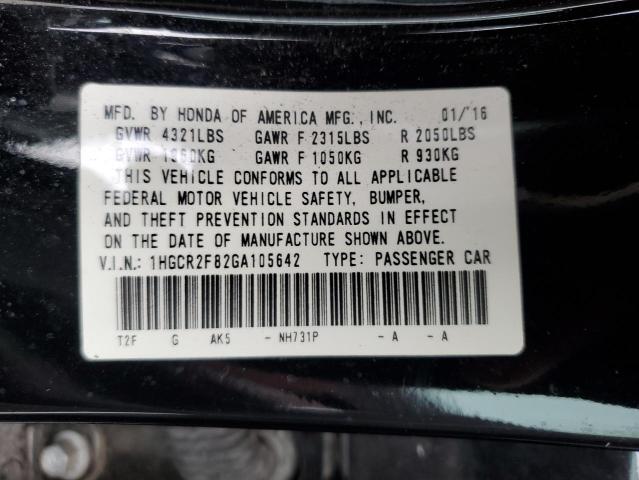 MFD. BY HONDA OF AMERICA MFG., INC. 01/'16
GVWR 4321LBS GAWR F 2315LBS R 2050LBS
GVWR 1960KG GAWR F 1050KG R 930KG
THIS VEHICLE CONFORMS TO ALL APPLICABLE
FEDERAL MOTOR VEHICLE SAFETY, BUMPER,
AND THEFT PREVENTION STANDARDS IN EFFECT
ON THE DATE OF MANUFACTURE SHOWN ABOVE.
V.I.N.: 1HGCR2F82GA105642 TYPE: PASSENGER CAR
T2F G AK5 - NH731P - A - A